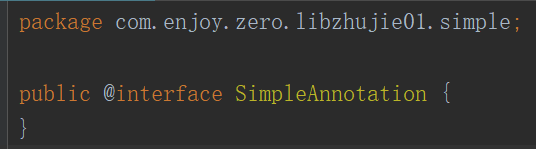 package com.enjoy.zero.libzhujie01.simple;
public @interface SimpleAnnotation {
}